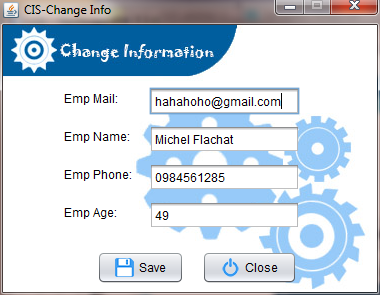 CIS-Change Info
Change Information
Emp Mail: hahahoho@gmail.com
Emp Name: Michel Flachat
Emp Phone: 0984561285
Emp Age: 49
Save Close